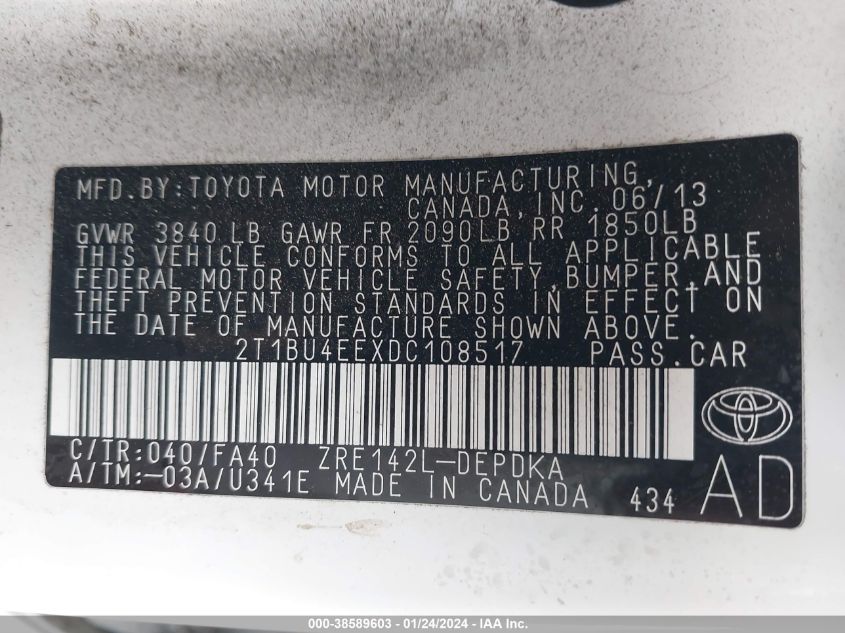 MFD. BY: TOYOTA MOTOR MANUFACTURING,
CANADA, INC. 06/13
GVWR 3840 LB GAWR FR 2090LB RR 1850LB
THIS VEHICLE CONFORMS TO ALL APPLICABLE
FEDERAL MOTOR VEHICLE SAFETY, BUMPER, AND
THEFT PREVENTION STANDARDS IN EFFECT ON
THE DATE OF MANUFACTURE SHOWN ABOVE.
2T1BU4EEXDC108517 PASS. CAR
C/TR: 040/FA40 ZRE142L-DEPDKA
A/TM: -03A/U341E MADE IN CANADA 434 AD
000-38589603 - 01/24/2024 - IAA Inc.